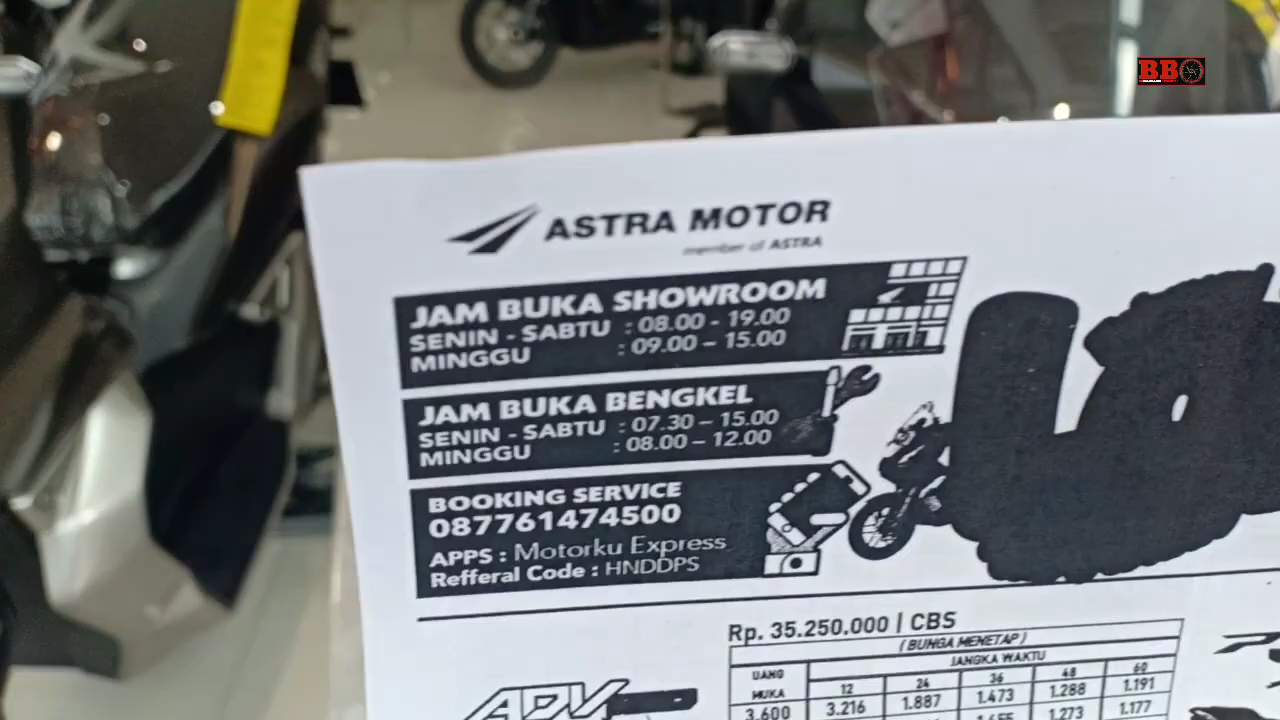 BBO
ASTRA MOTOR
member of ASTRA
JAM BUKA SHOWROOM
SENIN - SABTU : 08.00 - 19.00
MINGGU : 09.00 – 15.00
JAM BUKA BENGKEL
SENIN - SABTU : 07.30 – 15.00
MINGGU : 08.00 – 12.00
BOOKING SERVICE
087761474500
APPS : Motorku Express
Refferal Code : HNDDPS
Rp. 35.250.000 | CBS
( BUNGA MENETAP )
UANG MUKA JANGKA WAKTU
12 24 36 48 60
3.600 3.216 1.887 1.473 1.288 1.191
1.273 1.177
ADV